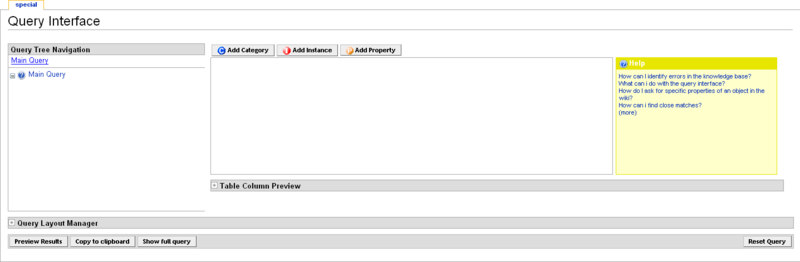 special
Query Interface
Query Tree Navigation
Main Query
Main Query
Add Category
Add Instance
Add Property
Help
How can I identify errors in the knowledge base?
What can i do with the query interface?
How do I ask for specific properties of an object in the
wiki?
How can i find close matches?
(more)
Table Column Preview
Query Layout Manager
Preview Results
Copy to clipboard
Show full query
Reset Query